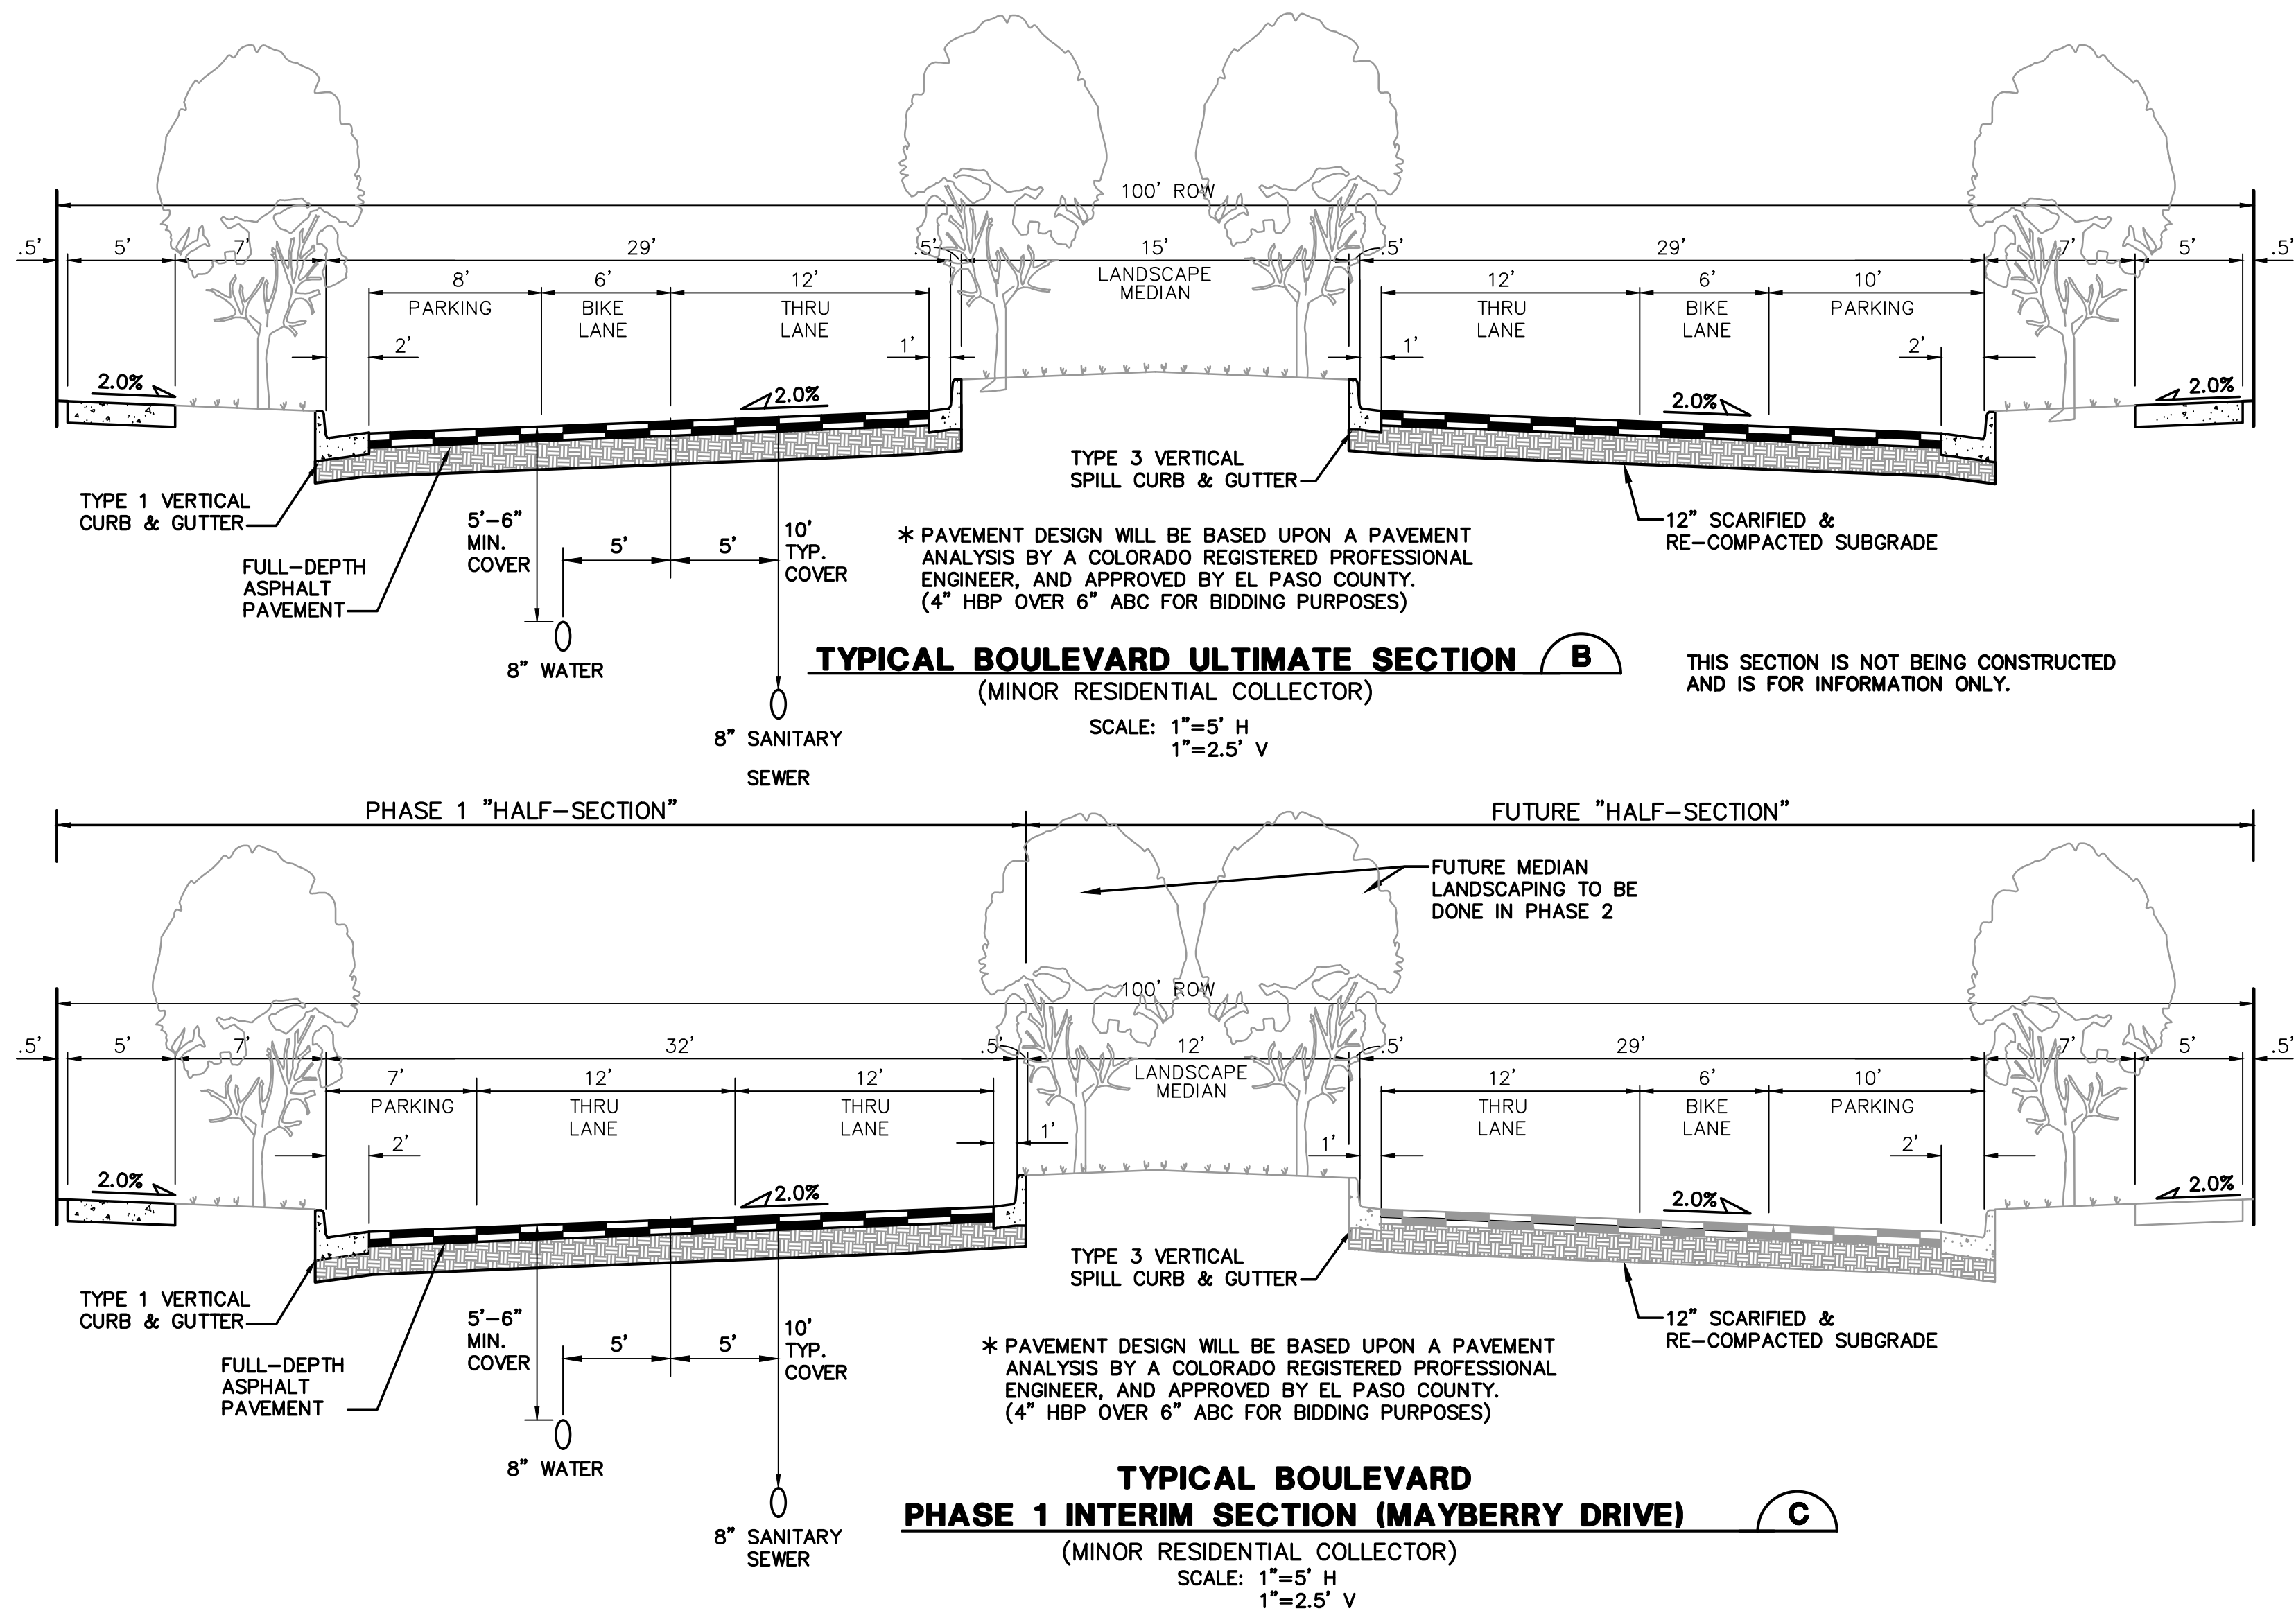 100' ROW
.5' 5' 7' 29' .5' 15' .5' 29' 7' 5' .5'
LANDSCAPE
MEDIAN
8' 6' 12' 12' 6' 10'
PARKING BIKE THRU THRU BIKE PARKING
LANE LANE LANE LANE
2' 1' 1' 2'
2.0% 2.0% 2.0% 2.0%
TYPE 1 VERTICAL
CURB & GUTTER
FULL-DEPTH
ASPHALT
PAVEMENT
5'-6"
MIN.
COVER
5' 5'
10'
TYP.
COVER
8" WATER
8" SANITARY
SEWER
TYPE 3 VERTICAL
SPILL CURB & GUTTER
12" SCARIFIED &
RE-COMPACTED SUBGRADE
* PAVEMENT DESIGN WILL BE BASED UPON A PAVEMENT
ANALYSIS BY A COLORADO REGISTERED PROFESSIONAL
ENGINEER, AND APPROVED BY EL PASO COUNTY.
(4" HBP OVER 6" ABC FOR BIDDING PURPOSES)
TYPICAL BOULEVARD ULTIMATE SECTION B
(MINOR RESIDENTIAL COLLECTOR)
SCALE: 1"=5' H
1"=2.5' V
THIS SECTION IS NOT BEING CONSTRUCTED
AND IS FOR INFORMATION ONLY.
PHASE 1 "HALF-SECTION" FUTURE "HALF-SECTION"
FUTURE MEDIAN
LANDSCAPING TO BE
DONE IN PHASE 2
100' ROW
.5' 5' 7' 32' .5' 12' .5' 29' 7' 5' .5'
LANDSCAPE
MEDIAN
7' 12' 12' 12' 6' 10'
PARKING THRU THRU THRU BIKE PARKING
LANE LANE LANE LANE
2' 1' 1' 2'
2.0% 2.0% 2.0% 2.0%
TYPE 1 VERTICAL
CURB & GUTTER
FULL-DEPTH
ASPHALT
PAVEMENT
5'-6"
MIN.
COVER
5' 5'
10'
TYP.
COVER
8" WATER
8" SANITARY
SEWER
TYPE 3 VERTICAL
SPILL CURB & GUTTER
12" SCARIFIED &
RE-COMPACTED SUBGRADE
* PAVEMENT DESIGN WILL BE BASED UPON A PAVEMENT
ANALYSIS BY A COLORADO REGISTERED PROFESSIONAL
ENGINEER, AND APPROVED BY EL PASO COUNTY.
(4" HBP OVER 6" ABC FOR BIDDING PURPOSES)
TYPICAL BOULEVARD
PHASE 1 INTERIM SECTION (MAYBERRY DRIVE) C
(MINOR RESIDENTIAL COLLECTOR)
SCALE: 1"=5' H
1"=2.5' V